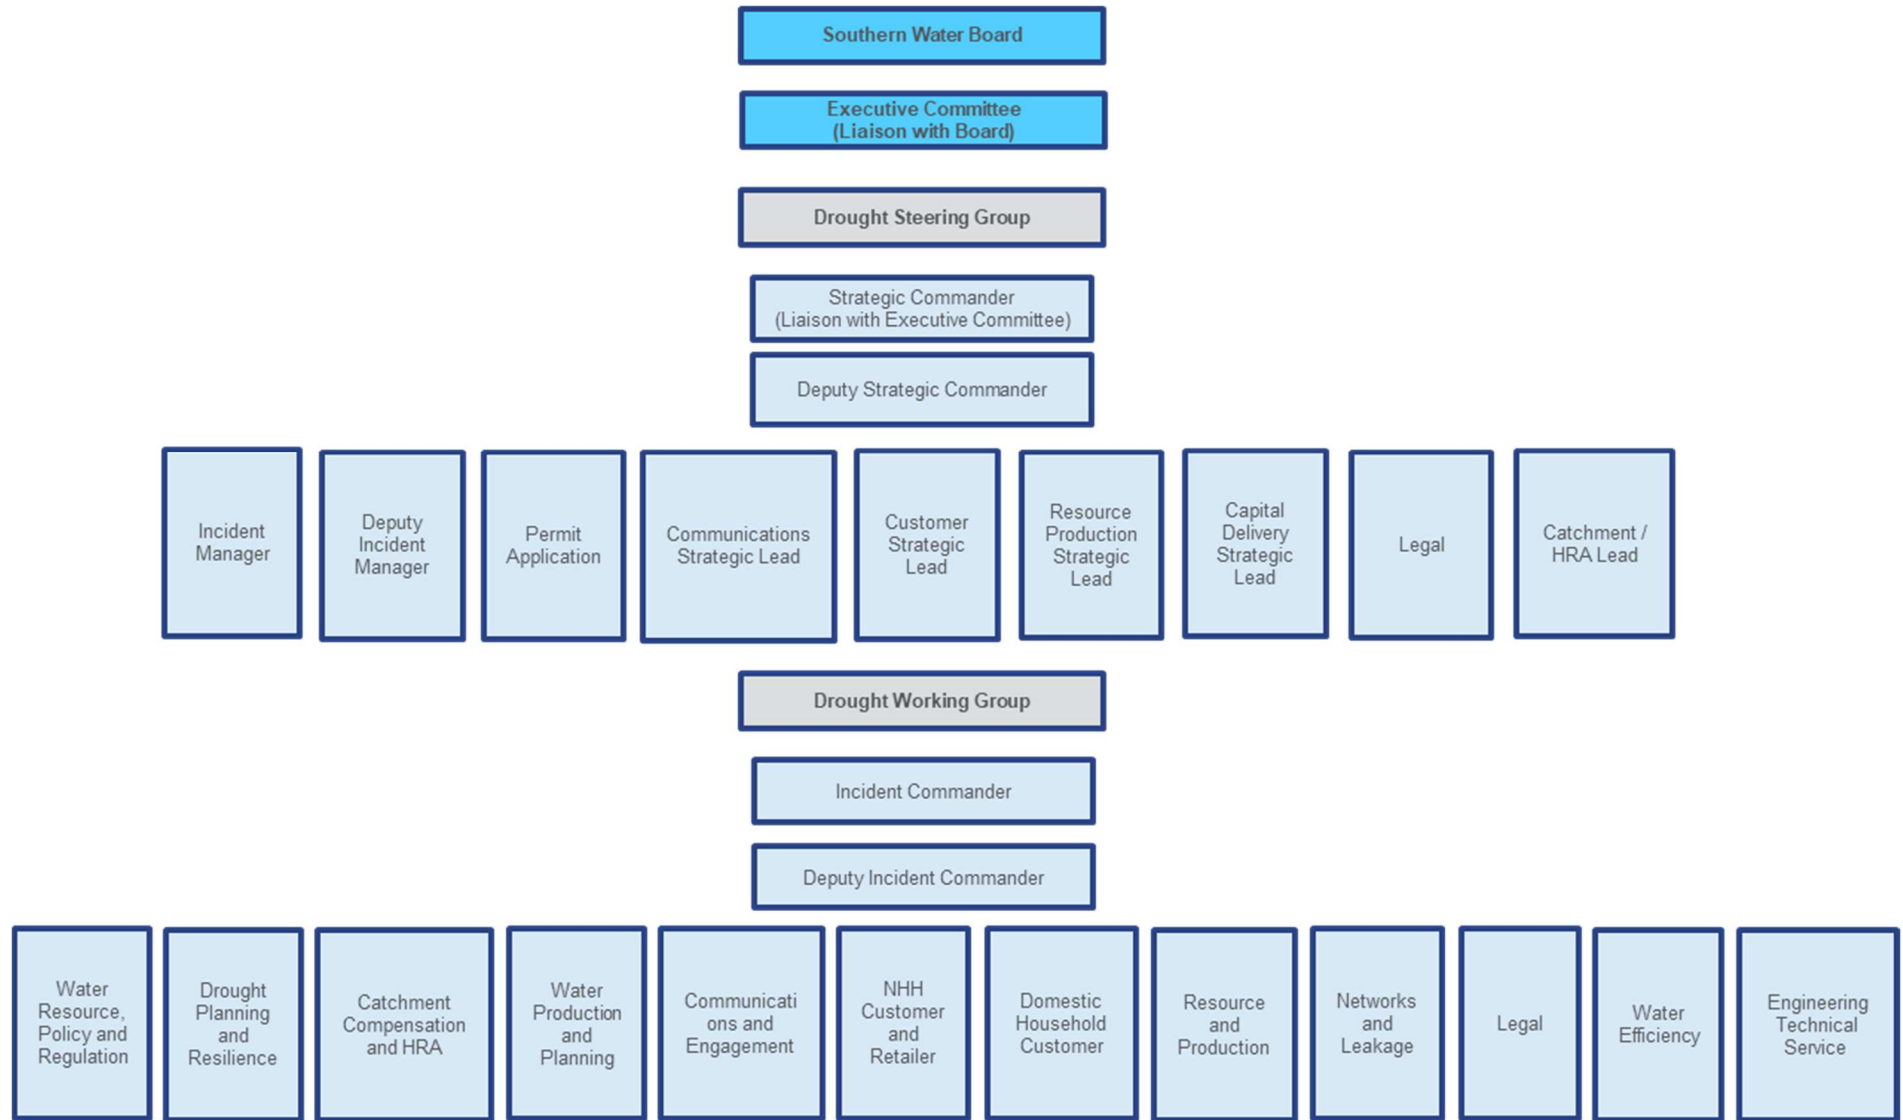 Southern Water Board
Executive Committee
(Liaison with Board)
Drought Steering Group
Strategic Commander
(Liaison with Executive Committee)
Deputy Strategic Commander
Incident
Manager
Deputy
Incident
Manager
Permit
Application
Communications
Strategic Lead
Customer
Strategic
Lead
Resource
Production
Strategic
Lead
Capital
Delivery
Strategic
Lead
Legal
Catchment /
HRA Lead
Drought Working Group
Incident Commander
Deputy Incident Commander
Water
Resource,
Policy and
Regulation
Drought
Planning
and
Resilience
Catchment
Compensation
and HRA
Water
Production
and
Planning
Communicati
ons and
Engagement
NHH
Customer
and
Retailer
Domestic
Household
Customer
Resource
and
Production
Networks
and
Leakage
Legal
Water
Efficiency
Engineering
Technical
Service